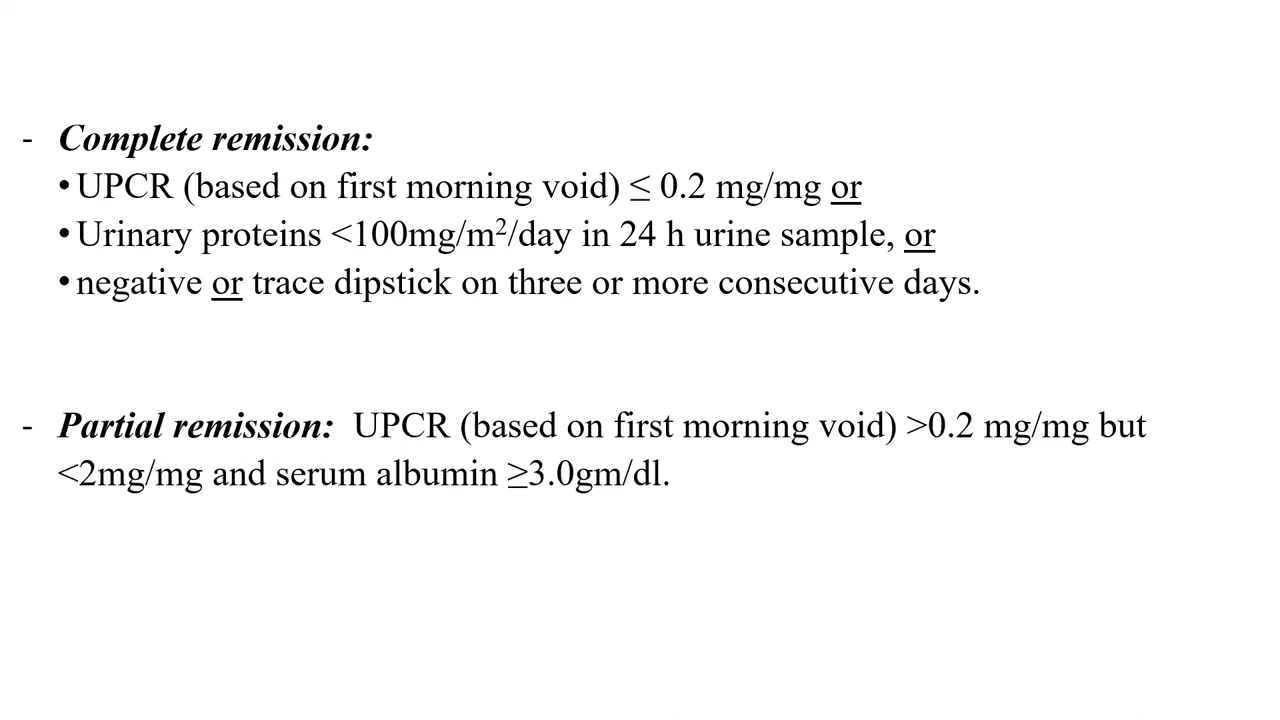 - Complete remission:
•UPCR (based on first morning void) ≤ 0.2 mg/mg or
•Urinary proteins <100mg/m²/day in 24 h urine sample, or
•negative or trace dipstick on three or more consecutive days.
- Partial remission: UPCR (based on first morning void) >0.2 mg/mg but
<2mg/mg and serum albumin ≥3.0gm/dl.